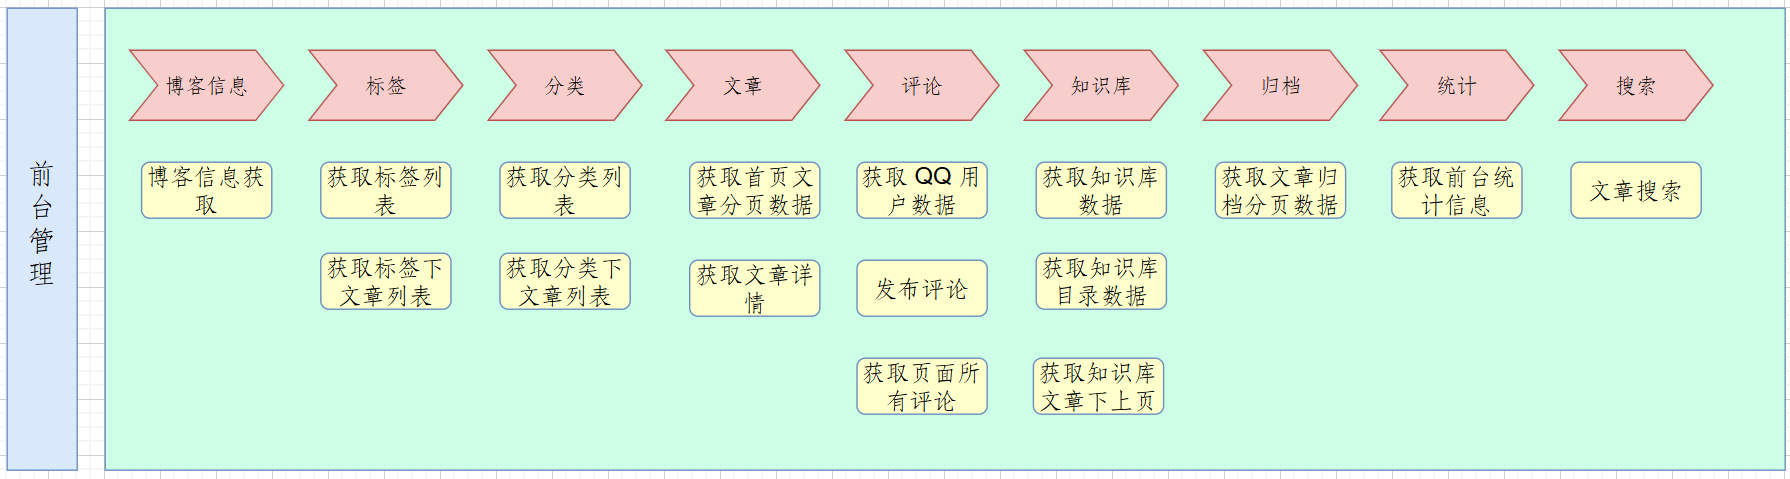 前
台
管
理
博客信息
标签
分类
文章
评论
知识库
归档
统计
搜索
博客信息获
取
获取标签列
表
获取分类列
表
获取首页文
章分页数据
获取 QQ 用
户数据
获取知识库
数据
获取文章归
档分页数据
获取前台统
计信息
文章搜索
获取标签下
文章列表
获取分类下
文章列表
获取文章详
情
发布评论
获取知识库
目录数据
获取页面所
有评论
获取知识库
文章下上页